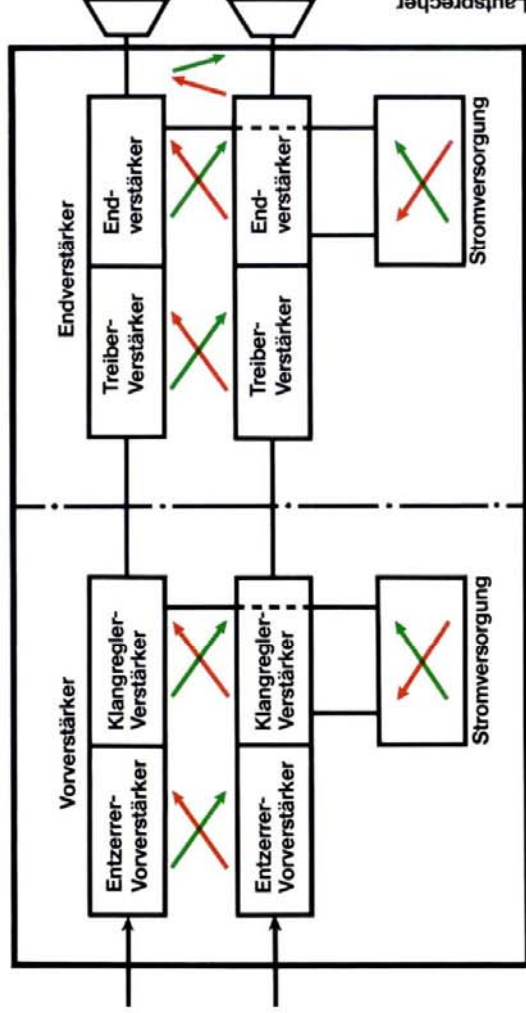 Vorverstärker
Endverstärker
Entzerrer-
Vorverstärker
Klangregler-
Verstärker
Treiber-
Verstärker
End-
verstärker
Entzerrer-
Vorverstärker
Klangregler-
Verstärker
Treiber-
Verstärker
End-
verstärker
Stromversorgung
Stromversorgung
Lautsprecher